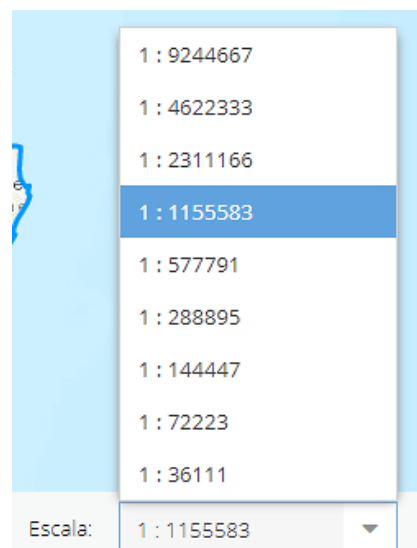 1 : 9244667
1 : 4622333
1 : 2311166
1 : 1155583
1 : 577791
1 : 288895
1 : 144447
1 : 72223
1 : 36111
Escala:
1 : 1155583